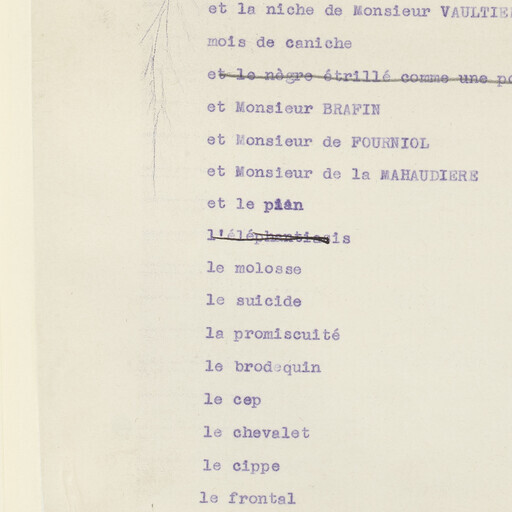 et la niche de Monsieur VAULTIE
mois de caniche
et le nègre étrillé comme une po
et Monsieur BRAFIN
et Monsieur de FOURNIOL
et Monsieur de la MAHAUDIERE
et le pian
l'éléphantiasis
le molosse
le suicide
la promiscuité
le brodequin
le cep
le chevalet
le cippe
le frontal